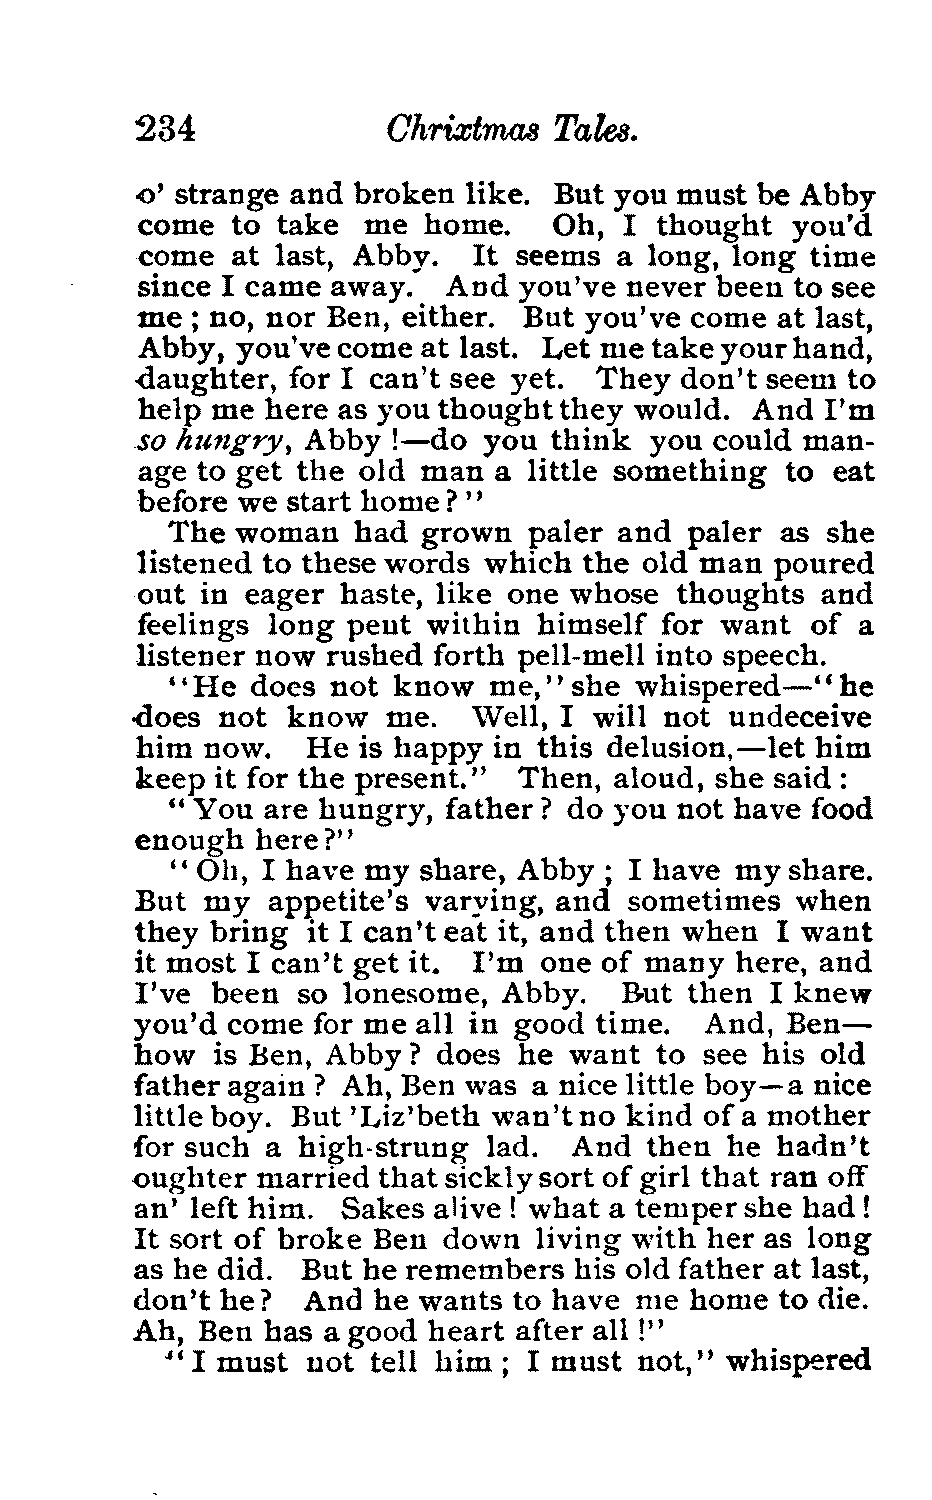 234 Chrixtmas Tales.
o' strange and broken like. But you must be Abby
come to take me home. Oh, I thought you'd
come at last, Abby. It seems a long, long time
since I came away. And you've never been to see
me ; no, nor Ben, either. But you've come at last,
Abby, you've come at last. Let me take your hand,
daughter, for I can't see yet. They don't seem to
help me here as you thought they would. And I'm
so hungry, Abby !—do you think you could man-
age to get the old man a little something to eat
before we start home? "
The woman had grown paler and paler as she
listened to these words which the old man poured
out in eager haste, like one whose thoughts and
feelings long pent within himself for want of a
listener now rushed forth pell-mell into speech.
"He does not know me," she whispered—"he
does not know me. Well, I will not undeceive
him now. He is happy in this delusion,—let him
keep it for the present." Then, aloud, she said :
" You are hungry, father ? do you not have food
enough here?"
" Oh, I have my share, Abby ; I have my share.
But my appetite's varying, and sometimes when
they bring it I can't eat it, and then when I want
it most I can't get it. I'm one of many here, and
I've been so lonesome, Abby. But then I knew
you'd come for me all in good time. And, Ben—
how is Ben, Abby ? does he want to see his old
father again ? Ah, Ben was a nice little boy—a nice
little boy. But 'Liz'beth wan't no kind of a mother
for such a high-strung lad. And then he hadn't
oughter married that sickly sort of girl that ran off
an' left him. Sakes alive ! what a temper she had !
It sort of broke Ben down living with her as long
as he did. But he remembers his old father at last,
don't he ? And he wants to have me home to die.
Ah, Ben has a good heart after all !"
" I must not tell him ; I must not," whispered